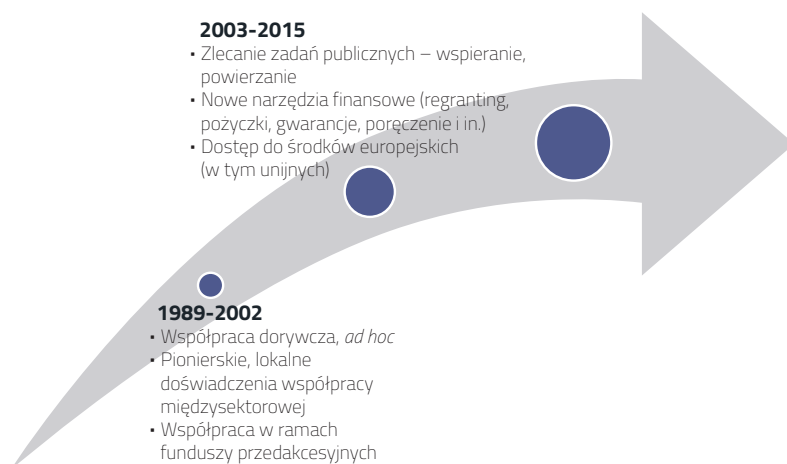 2003-2015
• Zlecanie zadań publicznych – wspieranie,
powierzanie
• Nowe narzędzia finansowe (regranting,
pożyczki, gwarancje, poręczenie i in.)
• Dostęp do środków europejskich
(w tym unijnych)
1989-2002
• Współpraca dorywcza, ad hoc
• Pionierskie, lokalne
doświadczenia współpracy
międzysektorowej
• Współpraca w ramach
funduszy przedakcesyjnych